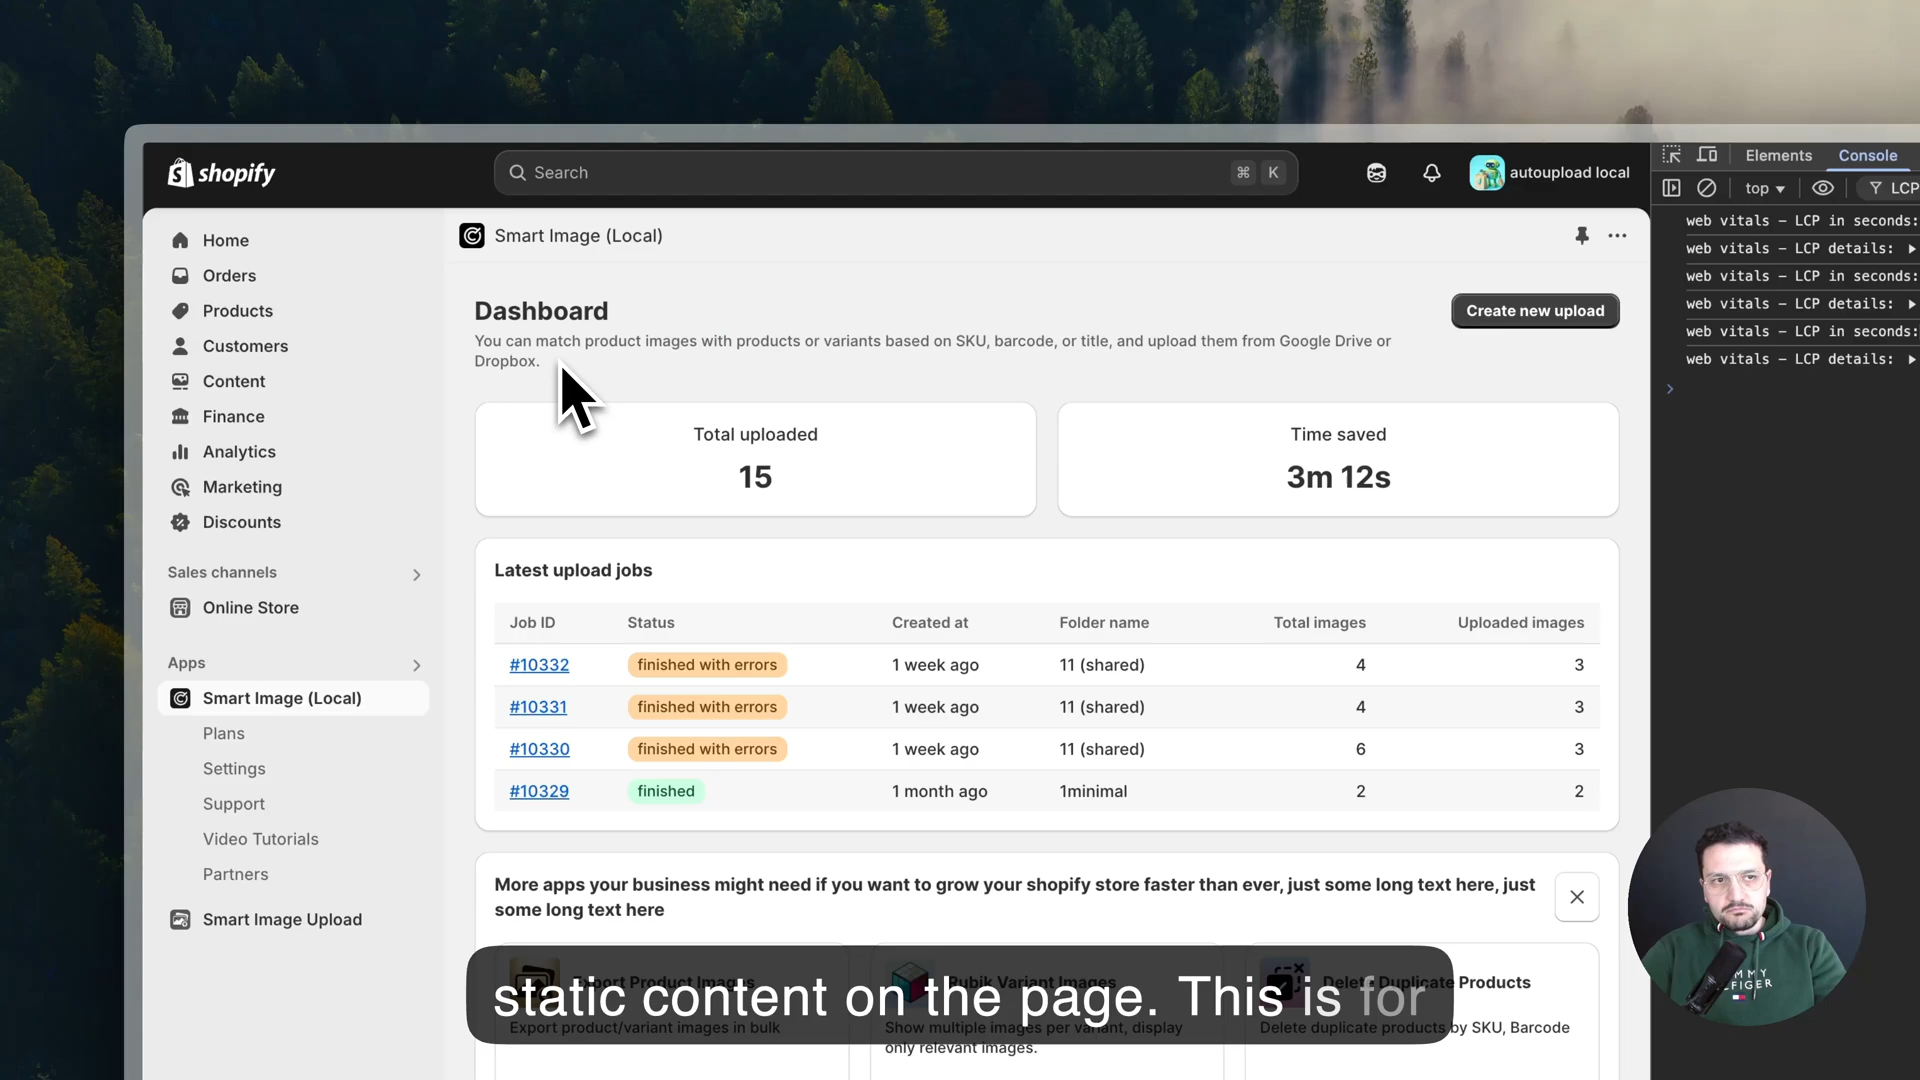 shopify
Search
⌘ K
autoupload local
Elements
Console
top
LCP
Home
Orders
Products
Customers
Content
Finance
Analytics
Marketing
Discounts
Sales channels
Online Store
Apps
Smart Image (Local)
Plans
Settings
Support
Video Tutorials
Partners
Smart Image Upload
Smart Image (Local)
Dashboard
Create new upload
You can match product images with products or variants based on SKU, barcode, or title, and upload them from Google Drive or
Dropbox.
Total uploaded
15
Time saved
3m 12s
Latest upload jobs
Job ID Status Created at Folder name Total images Uploaded images
#10332 finished with errors 1 week ago 11 (shared) 4 3
#10331 finished with errors 1 week ago 11 (shared) 4 3
#10330 finished with errors 1 week ago 11 (shared) 6 3
#10329 finished 1 month ago 1minimal 2 2
More apps your business might need if you want to grow your shopify store faster than ever, just some long text here, just
some long text here
Export Product Images
Rubik Variant Images
Delete Duplicate Products
static content on the page. This is for
Export product/variant images in bulk
Show multiple images per variant, display
only relevant images.
Delete duplicate products by SKU, Barcode
web vitals – LCP in seconds:
web vitals – LCP details:
web vitals – LCP in seconds:
web vitals – LCP details:
web vitals – LCP in seconds:
web vitals – LCP details: